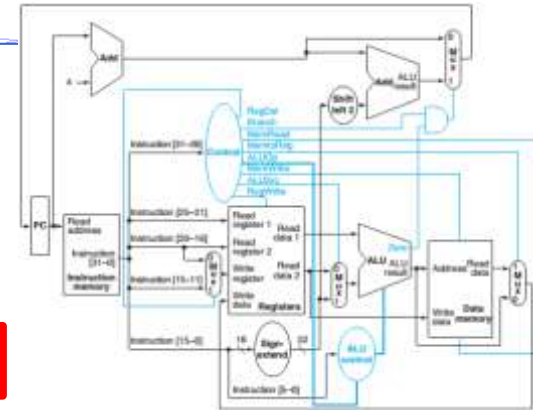 Add
4
Add
ALU
result
0
M
u
x
1
Shift
left 2
RegDst
Branch
MemRead
MemtoReg
ALUOp
MemWrite
ALUSrc
RegWrite
Control
Instruction [31–26]
Instruction [25–21]
Instruction [20–16]
Instruction [15–11]
Instruction [15–0]
Instruction [5–0]
PC
Read
address
Instruction
[31–0]
Instruction
memory
Read
register 1
Read
register 2
Write
register
Write
data
Read
data 1
Read
data 2
Registers
0
M
u
x
1
Zero
ALU
ALU
result
Address
Read
data
Write
data
Data
memory
M
u
x
16
32
Sign-
extend
ALU
control